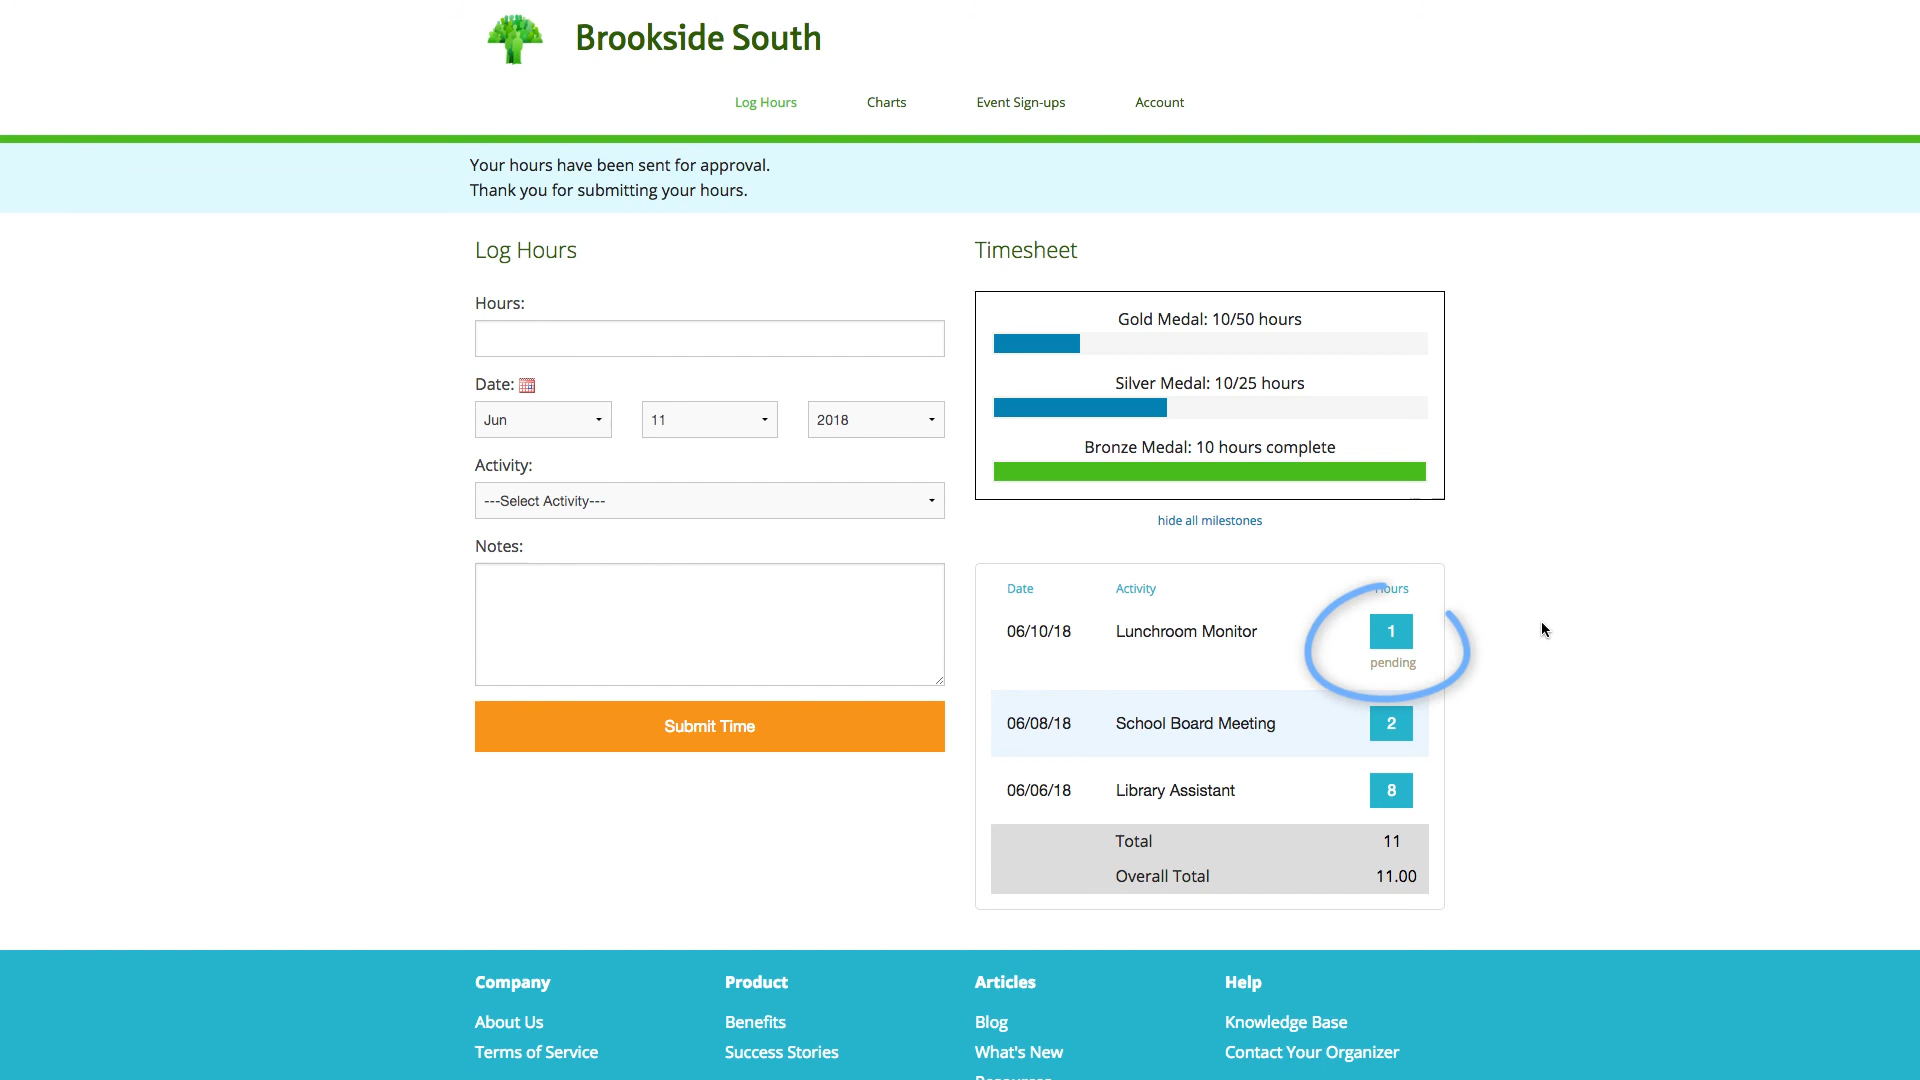 Brookside South
Log Hours Charts Event Sign-ups Account
Your hours have been sent for approval.
Thank you for submitting your hours.
Log Hours
Hours:
Date:
Jun 11 2018
Activity:
---Select Activity---
Notes:
Submit Time
Timesheet
Gold Medal: 10/50 hours
Silver Medal: 10/25 hours
Bronze Medal: 10 hours complete
hide all milestones
Date Activity Hours
06/10/18 Lunchroom Monitor 1
pending
06/08/18 School Board Meeting 2
06/06/18 Library Assistant 8
Total 11
Overall Total 11.00
Company Product Articles Help
About Us Benefits Blog Knowledge Base
Terms of Service Success Stories What's New Contact Your Organizer